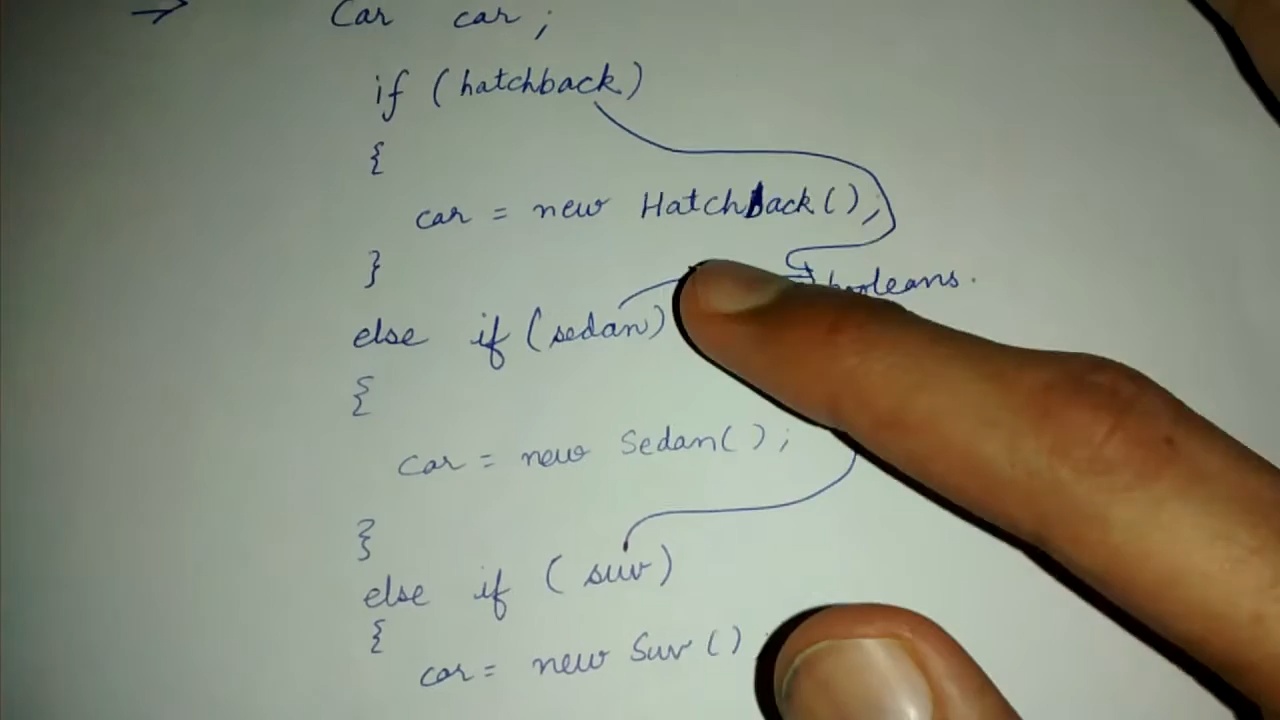 → Car car ;
if (hatchback)
{
car = new Hatchback();
}
booleans.
else if (sedan)
{
car = new Sedan();
}
else if (suv)
{
car = new Suv()